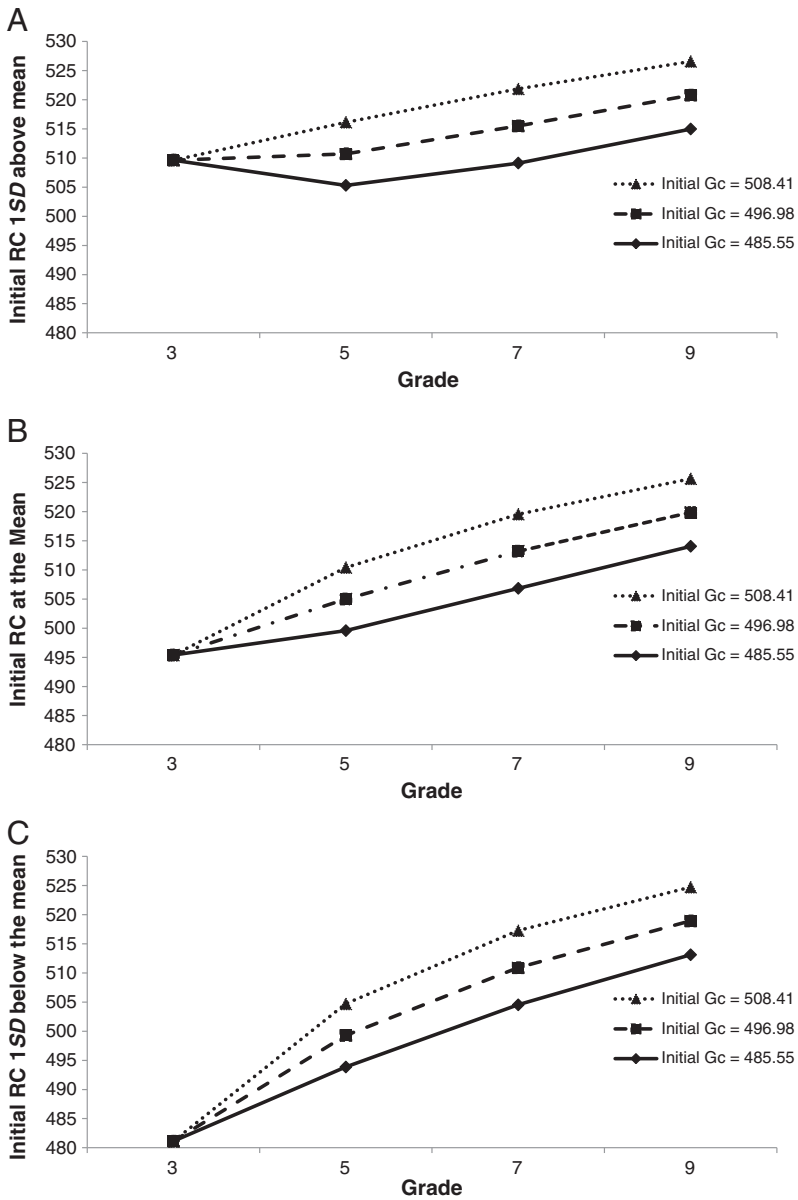 A
Initial RC 1SD above mean
530
525
520
515
510
505
500
495
490
485
480
3 5 7 9
Grade
Initial Gc = 508.41
Initial Gc = 496.98
Initial Gc = 485.55
B
Initial RC at the Mean
530
525
520
515
510
505
500
495
490
485
480
3 5 7 9
Grade
Initial Gc = 508.41
Initial Gc = 496.98
Initial Gc = 485.55
C
Initial RC 1SD below the mean
530
525
520
515
510
505
500
495
490
485
480
3 5 7 9
Grade
Initial Gc = 508.41
Initial Gc = 496.98
Initial Gc = 485.55